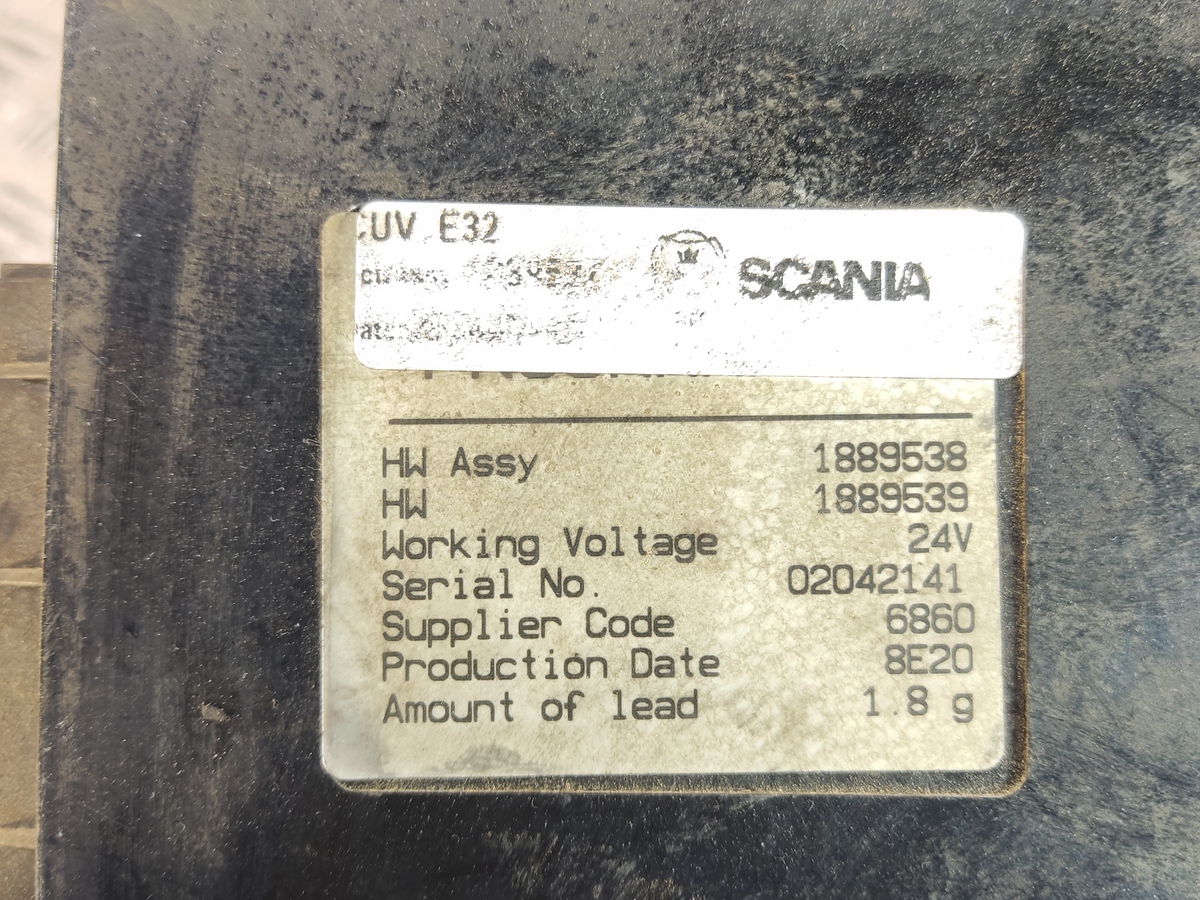 CUV E32
SCANIA
HW Assy 1889538
HW 1889539
Working Voltage 24V
Serial No. 02042141
Supplier Code 6860
Production Date 8E20
Amount of lead 1.8 g